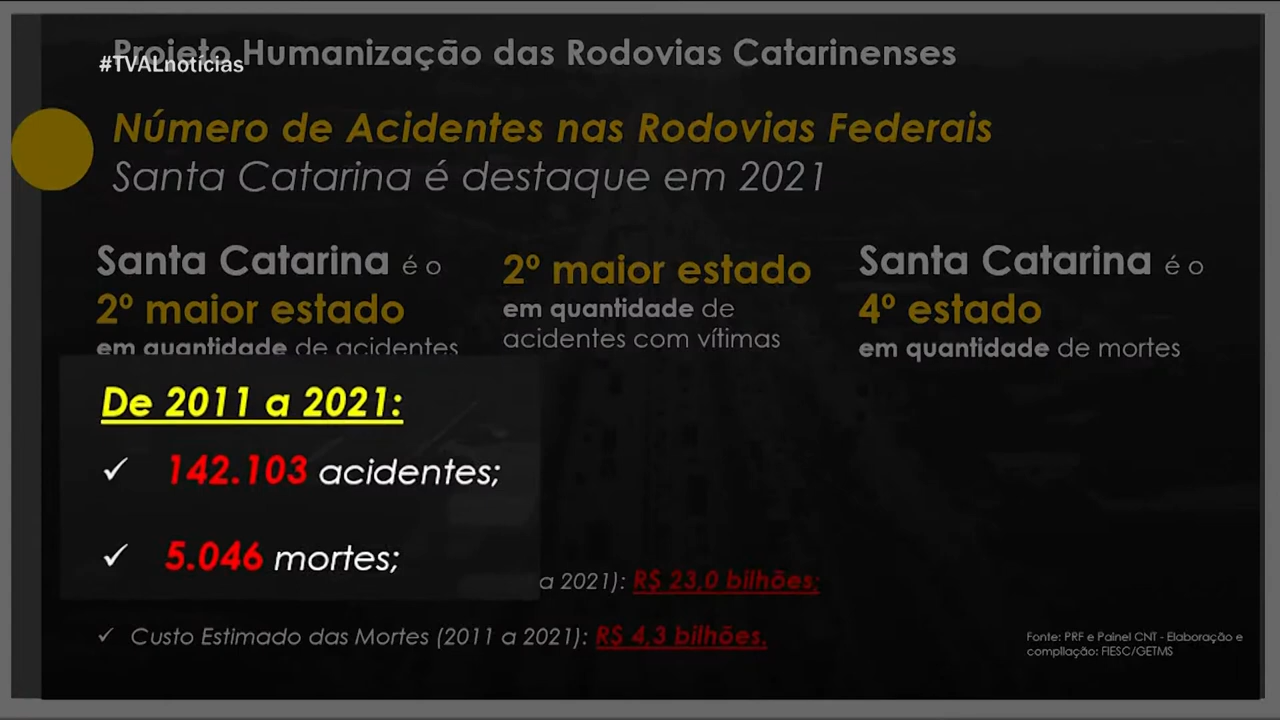 Projeto Humanização das Rodovias Catarinenses
#TVALnotícias
Número de Acidentes nas Rodovias Federais
Santa Catarina é destaque em 2021
Santa Catarina é o
2º maior estado
em quantidade de acidentes
2º maior estado
em quantidade de
acidentes com vítimas
Santa Catarina é o
4º estado
em quantidade de mortes
De 2011 a 2021:
✓ 142.103 acidentes;
✓ 5.046 mortes;
a 2021): R$ 23,0 bilhões;
✓ Custo Estimado das Mortes (2011 a 2021): R$ 4,3 bilhões.
Fonte: PRF e Painel CNT - Elaboração e
compilação: FIESC/GETMS